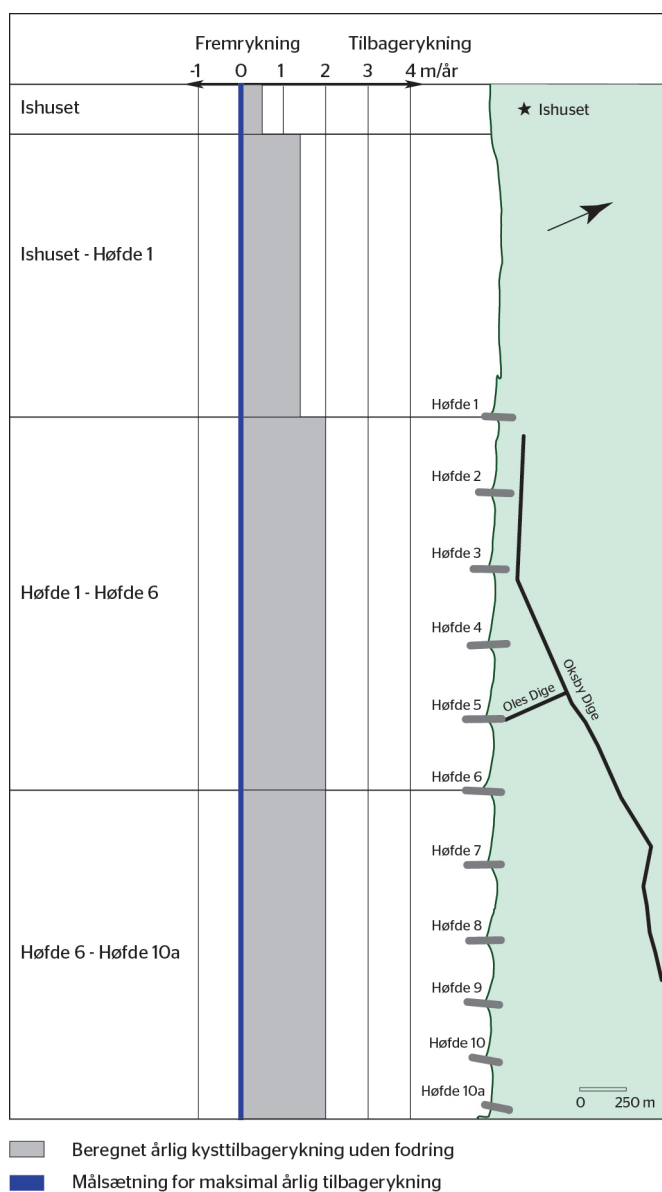 Fremrykning Tilbagerykning
-1 0 1 2 3 4 m/år
Ishuset
Ishuset
Ishuset - Høfde 1
Høfde 1
Høfde 2
Høfde 3
Høfde 1 - Høfde 6
Høfde 4
Oksby Dige
Oles Dige
Høfde 5
Høfde 6
Høfde 7
Høfde 8
Høfde 6 - Høfde 10a
Høfde 9
Høfde 10
Høfde 10a
0 250 m
Beregnet årlig kysttilbagerykning uden fodring
Målsætning for maksimal årlig tilbagerykning